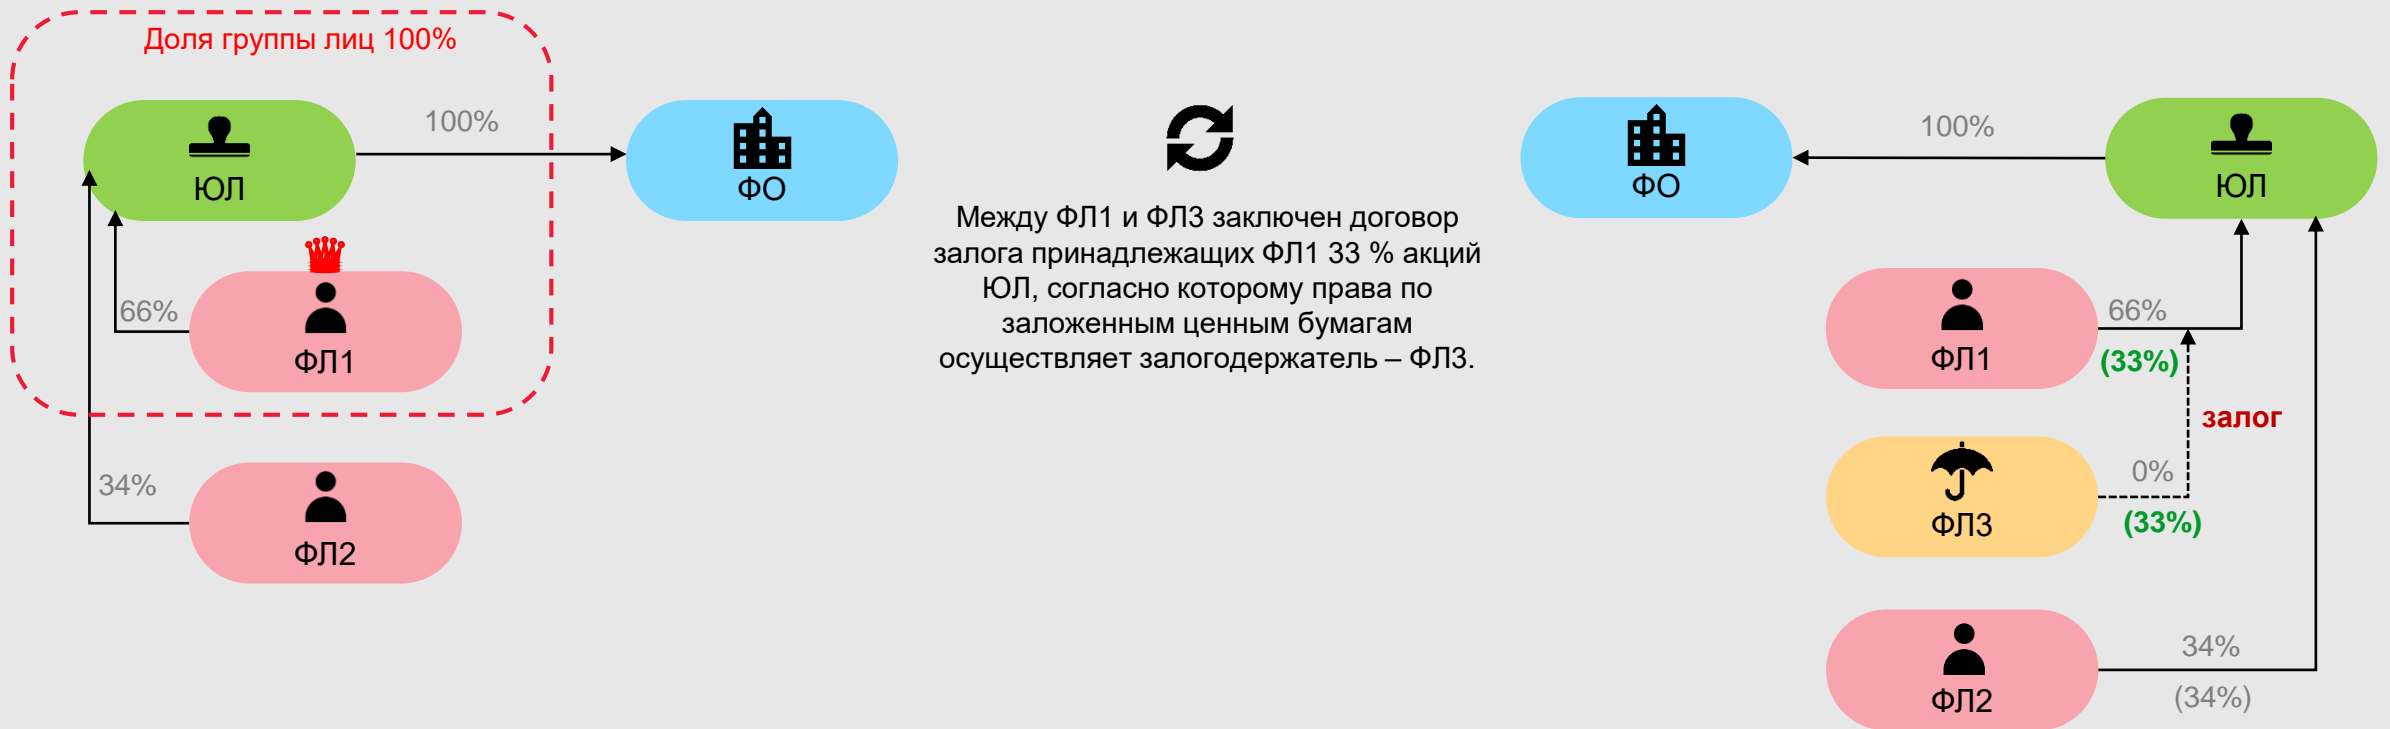 Доля группы лиц 100%
ЮЛ
100%
ФО
66%
ФЛ1
34%
ФЛ2
Между ФЛ1 и ФЛ3 заключен договор
залога принадлежащих ФЛ1 33 % акций
ЮЛ, согласно которому права по
заложенным ценным бумагам
осуществляет залогодержатель – ФЛ3.
ФО
100%
ЮЛ
ФЛ1
66%
(33%)
залог
ФЛ3
0%
(33%)
ФЛ2
34%
(34%)